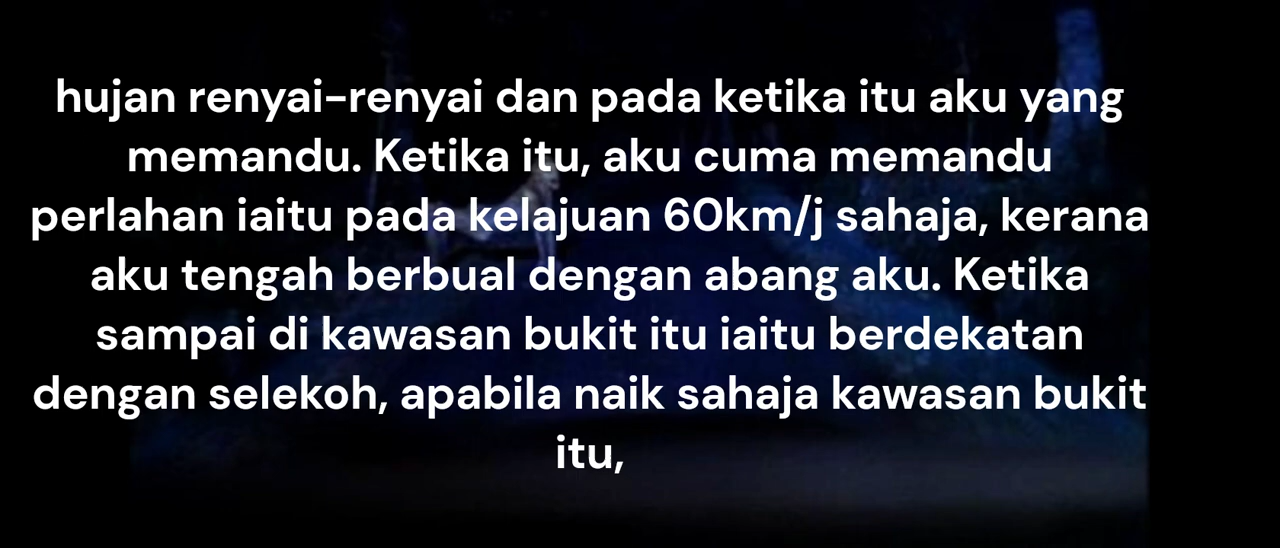 hujan renyai-renyai dan pada ketika itu aku yang
memandu. Ketika itu, aku cuma memandu
perlahan iaitu pada kelajuan 60km/j sahaja, kerana
aku tengah berbual dengan abang aku. Ketika
sampai di kawasan bukit itu iaitu berdekatan
dengan selekoh, apabila naik sahaja kawasan bukit
itu,